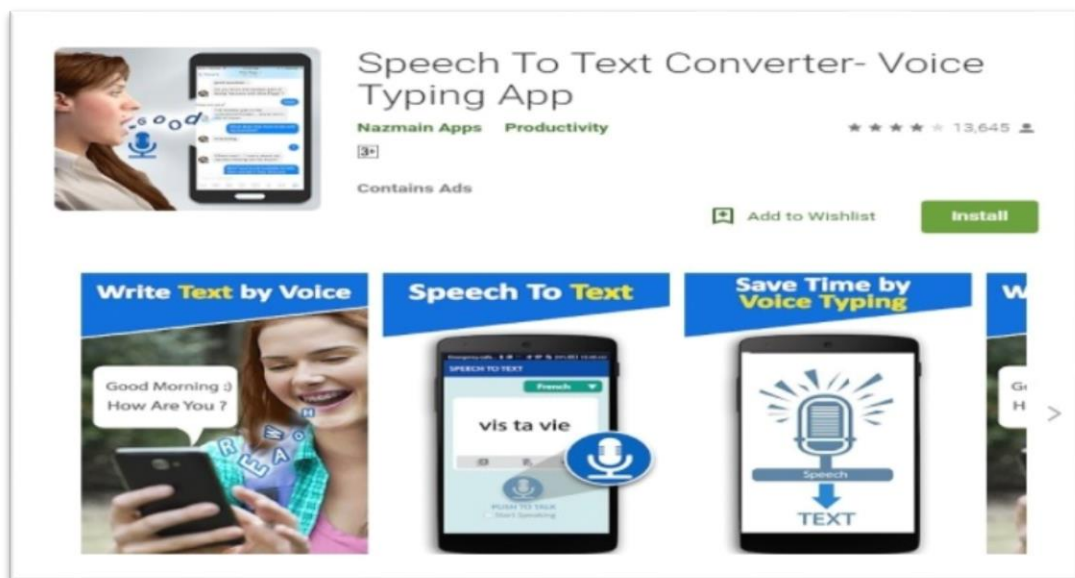 Speech To Text Converter- Voice
Typing App
Nazmain Apps Productivity
13,645
3+
Contains Ads
Add to Wishlist
Install
Write Text by Voice
Good Morning :)
How Are You ?
Speech To Text
SPEECH TO TEXT
French
vis ta vie
PUSH TO TALK
Start Speaking
Save Time by
Voice Typing
Speech
TEXT
W
H